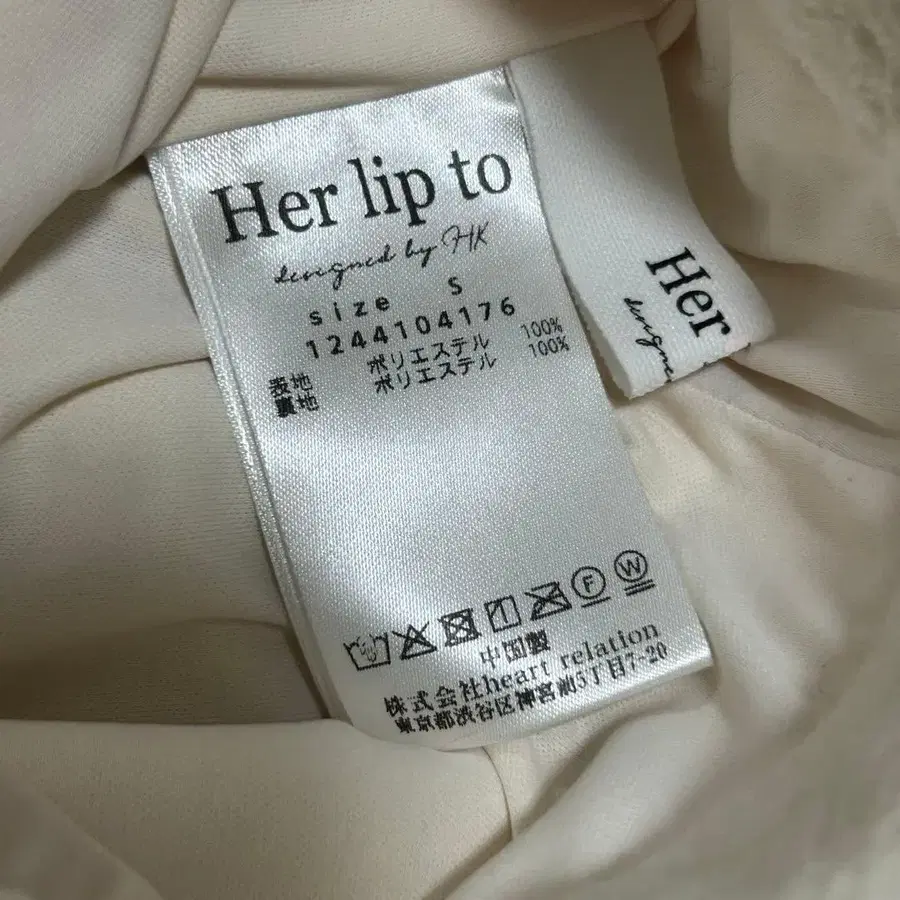 Her lip to
designed by HK
size S
1244104176
表地 ポリエステル 100%
裏地 ポリエステル 100%
F W
中国製
株式会社heart relation
東京都渋谷区神宮前5丁目7-20
Her